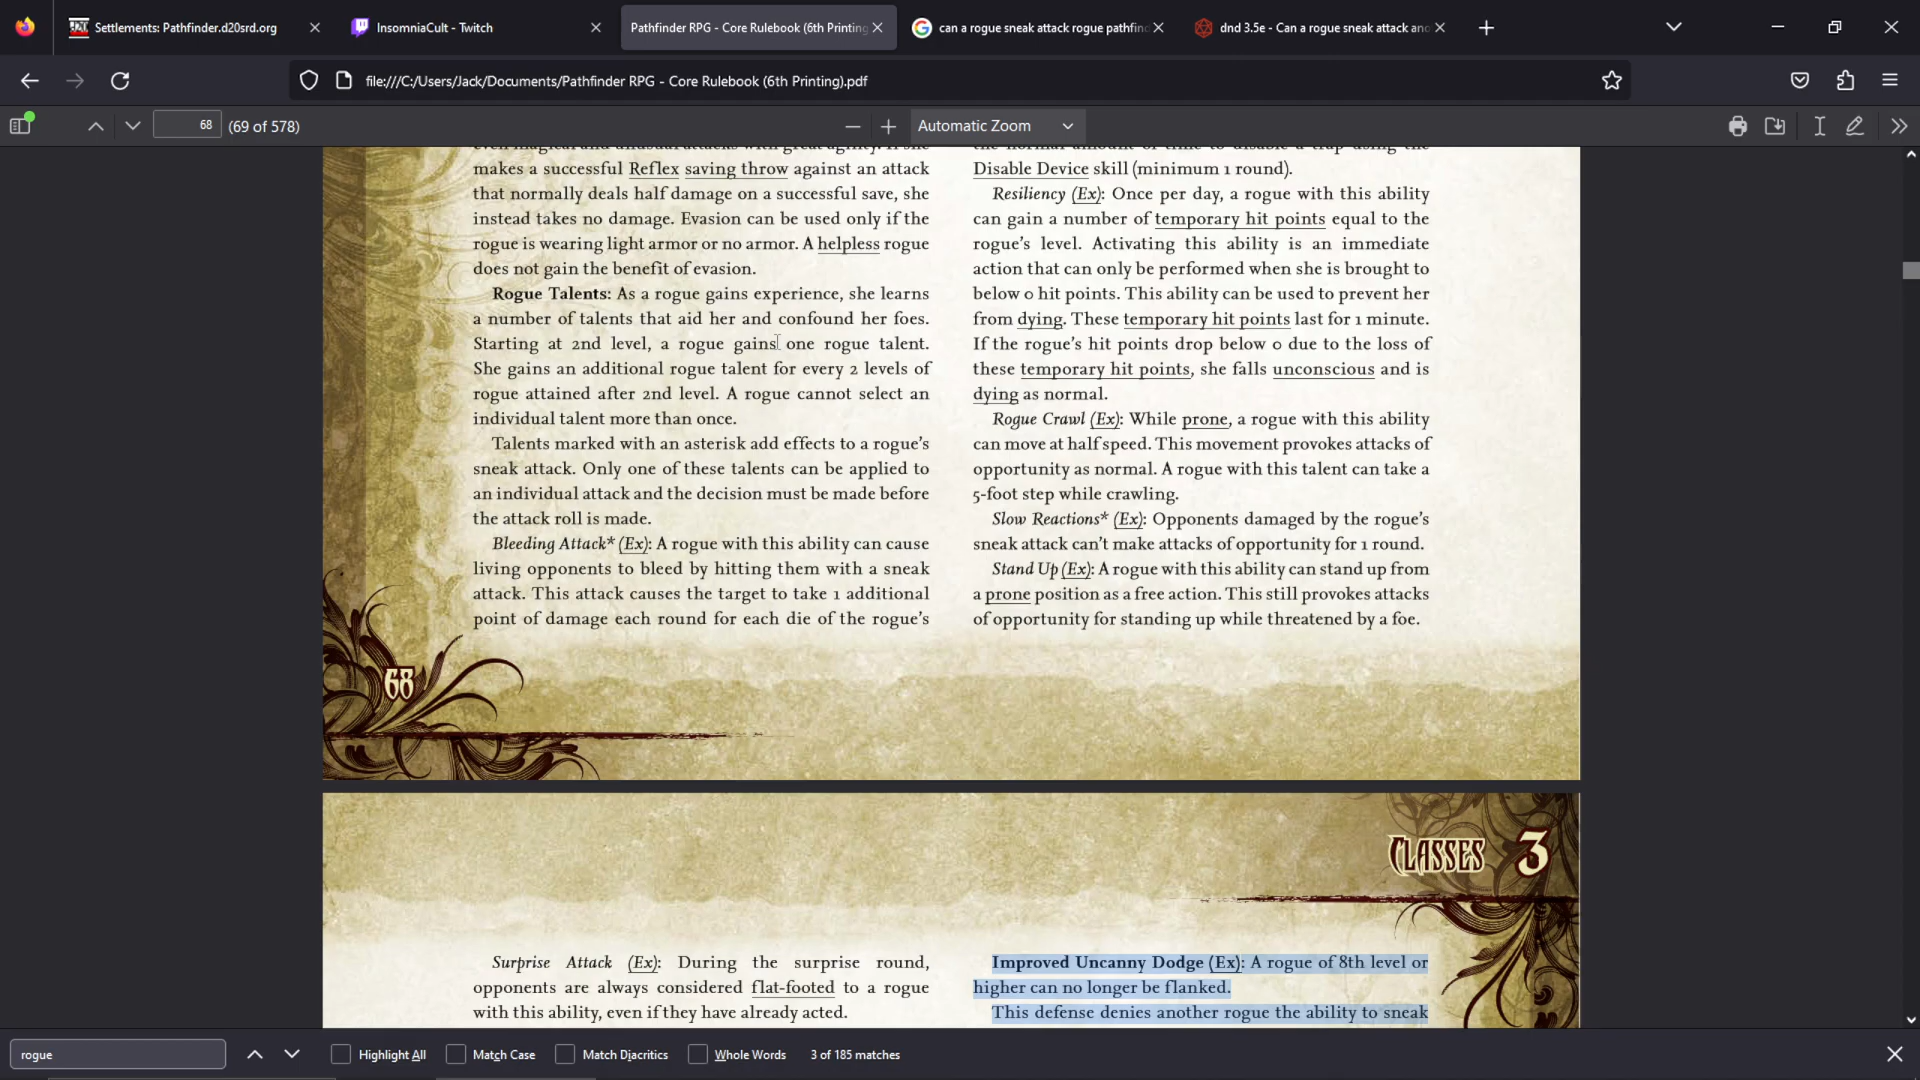 Settlements: Pathfinder.d20srd.org
InsomniaCult - Twitch
Pathfinder RPG - Core Rulebook (6th Printing
can a rogue sneak attack rogue pathfin
dnd 3.5e - Can a rogue sneak attack ano
file:///C:/Users/Jack/Documents/Pathfinder RPG - Core Rulebook (6th Printing).pdf
68 (69 of 578)
Automatic Zoom
even magical and unusual attacks with great agility. If she
makes a successful Reflex saving throw against an attack
that normally deals half damage on a successful save, she
instead takes no damage. Evasion can be used only if the
rogue is wearing light armor or no armor. A helpless rogue
does not gain the benefit of evasion.
Rogue Talents: As a rogue gains experience, she learns
a number of talents that aid her and confound her foes.
Starting at 2nd level, a rogue gains one rogue talent.
She gains an additional rogue talent for every 2 levels of
rogue attained after 2nd level. A rogue cannot select an
individual talent more than once.
Talents marked with an asterisk add effects to a rogue's
sneak attack. Only one of these talents can be applied to
an individual attack and the decision must be made before
the attack roll is made.
Bleeding Attack* (Ex): A rogue with this ability can cause
living opponents to bleed by hitting them with a sneak
attack. This attack causes the target to take 1 additional
point of damage each round for each die of the rogue's
the normal amount of time to disable a trap using the
Disable Device skill (minimum 1 round).
Resiliency (Ex): Once per day, a rogue with this ability
can gain a number of temporary hit points equal to the
rogue's level. Activating this ability is an immediate
action that can only be performed when she is brought to
below 0 hit points. This ability can be used to prevent her
from dying. These temporary hit points last for 1 minute.
If the rogue's hit points drop below 0 due to the loss of
these temporary hit points, she falls unconscious and is
dying as normal.
Rogue Crawl (Ex): While prone, a rogue with this ability
can move at half speed. This movement provokes attacks of
opportunity as normal. A rogue with this talent can take a
5-foot step while crawling.
Slow Reactions* (Ex): Opponents damaged by the rogue's
sneak attack can't make attacks of opportunity for 1 round.
Stand Up (Ex): A rogue with this ability can stand up from
a prone position as a free action. This still provokes attacks
of opportunity for standing up while threatened by a foe.
68
Classes 3
Surprise Attack (Ex): During the surprise round,
opponents are always considered flat-footed to a rogue
with this ability, even if they have already acted.
Improved Uncanny Dodge (Ex): A rogue of 8th level or
higher can no longer be flanked.
This defense denies another rogue the ability to sneak
rogue
Highlight All
Match Case
Match Diacritics
Whole Words
3 of 185 matches